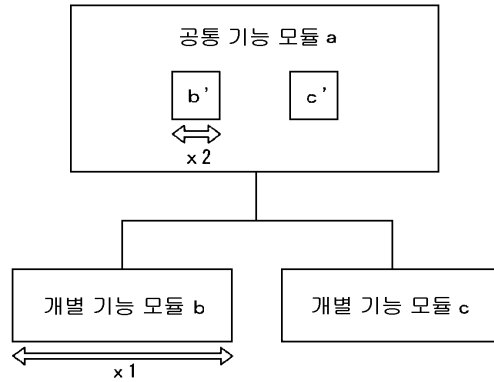 공통 기능 모듈 a
b' c'
x 2
개별 기능 모듈 b 개별 기능 모듈 c
x 1